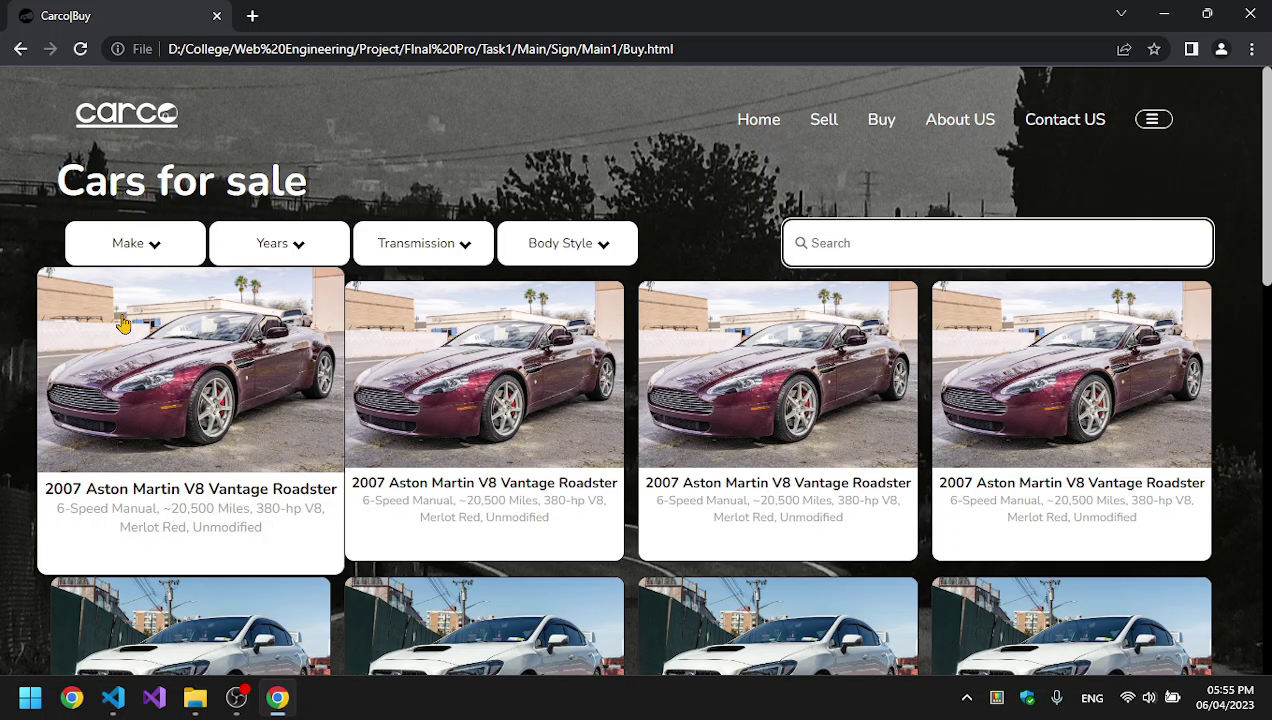 Carco|Buy
File
D:/College/Web%20Engineering/Project/FInal%20Pro/Task1/Main/Sign/Main1/Buy.html
carco
Home
Sell
Buy
About US
Contact US
Cars for sale
Make
Years
Transmission
Body Style
Search
2007 Aston Martin V8 Vantage Roadster
6-Speed Manual, ~20,500 Miles, 380-hp V8,
Merlot Red, Unmodified
2007 Aston Martin V8 Vantage Roadster
6-Speed Manual, ~20,500 Miles, 380-hp V8,
Merlot Red, Unmodified
2007 Aston Martin V8 Vantage Roadster
6-Speed Manual, ~20,500 Miles, 380-hp V8,
Merlot Red, Unmodified
2007 Aston Martin V8 Vantage Roadster
6-Speed Manual, ~20,500 Miles, 380-hp V8,
Merlot Red, Unmodified
ENG
05:55 PM
06/04/2023